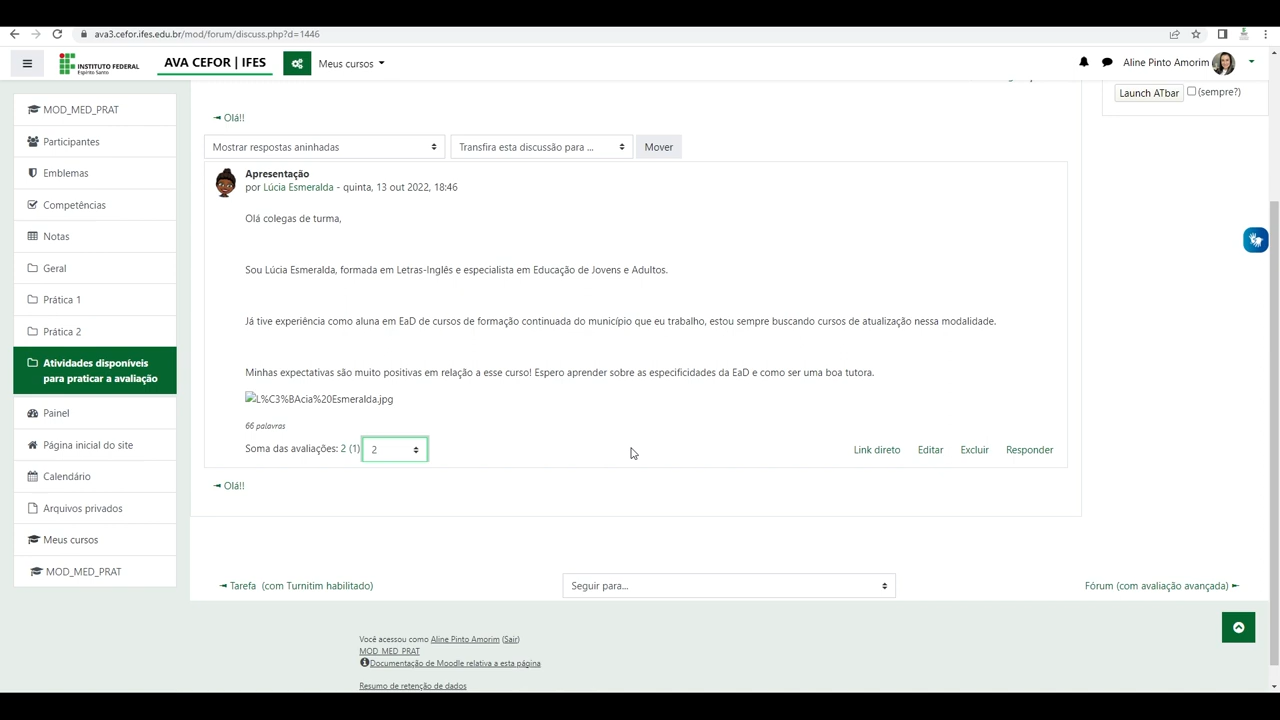 ava3.cefor.ifes.edu.br/mod/forum/discuss.php?d=1446
INSTITUTO FEDERAL
Espírito Santo
AVA CEFOR | IFES
Meus cursos
Aline Pinto Amorim
MOD_MED_PRAT
Participantes
Emblemas
Competências
Notas
Geral
Prática 1
Prática 2
Atividades disponíveis
para praticar a avaliação
Painel
Página inicial do site
Calendário
Arquivos privados
Meus cursos
MOD_MED_PRAT
◄ Olá!!
Mostrar respostas aninhadas
Transfira esta discussão para ...
Mover
Apresentação
por Lúcia Esmeralda - quinta, 13 out 2022, 18:46
Olá colegas de turma,
Sou Lúcia Esmeralda, formada em Letras-Inglês e especialista em Educação de Jovens e Adultos.
Já tive experiência como aluna em EaD de cursos de formação continuada do município que eu trabalho, estou sempre buscando cursos de atualização nessa modalidade.
Minhas expectativas são muito positivas em relação a esse curso! Espero aprender sobre as especificidades da EaD e como ser uma boa tutora.
L%C3%BAcia%20Esmeralda.jpg
66 palavras
Soma das avaliações: 2 (1) 2
Link direto Editar Excluir Responder
◄ Olá!!
◄ Tarefa (com Turnitim habilitado)
Seguir para...
Fórum (com avaliação avançada) ►
Launch ATbar (sempre?)
Você acessou como Aline Pinto Amorim (Sair)
MOD_MED_PRAT
Documentação de Moodle relativa a esta página
Resumo de retenção de dados